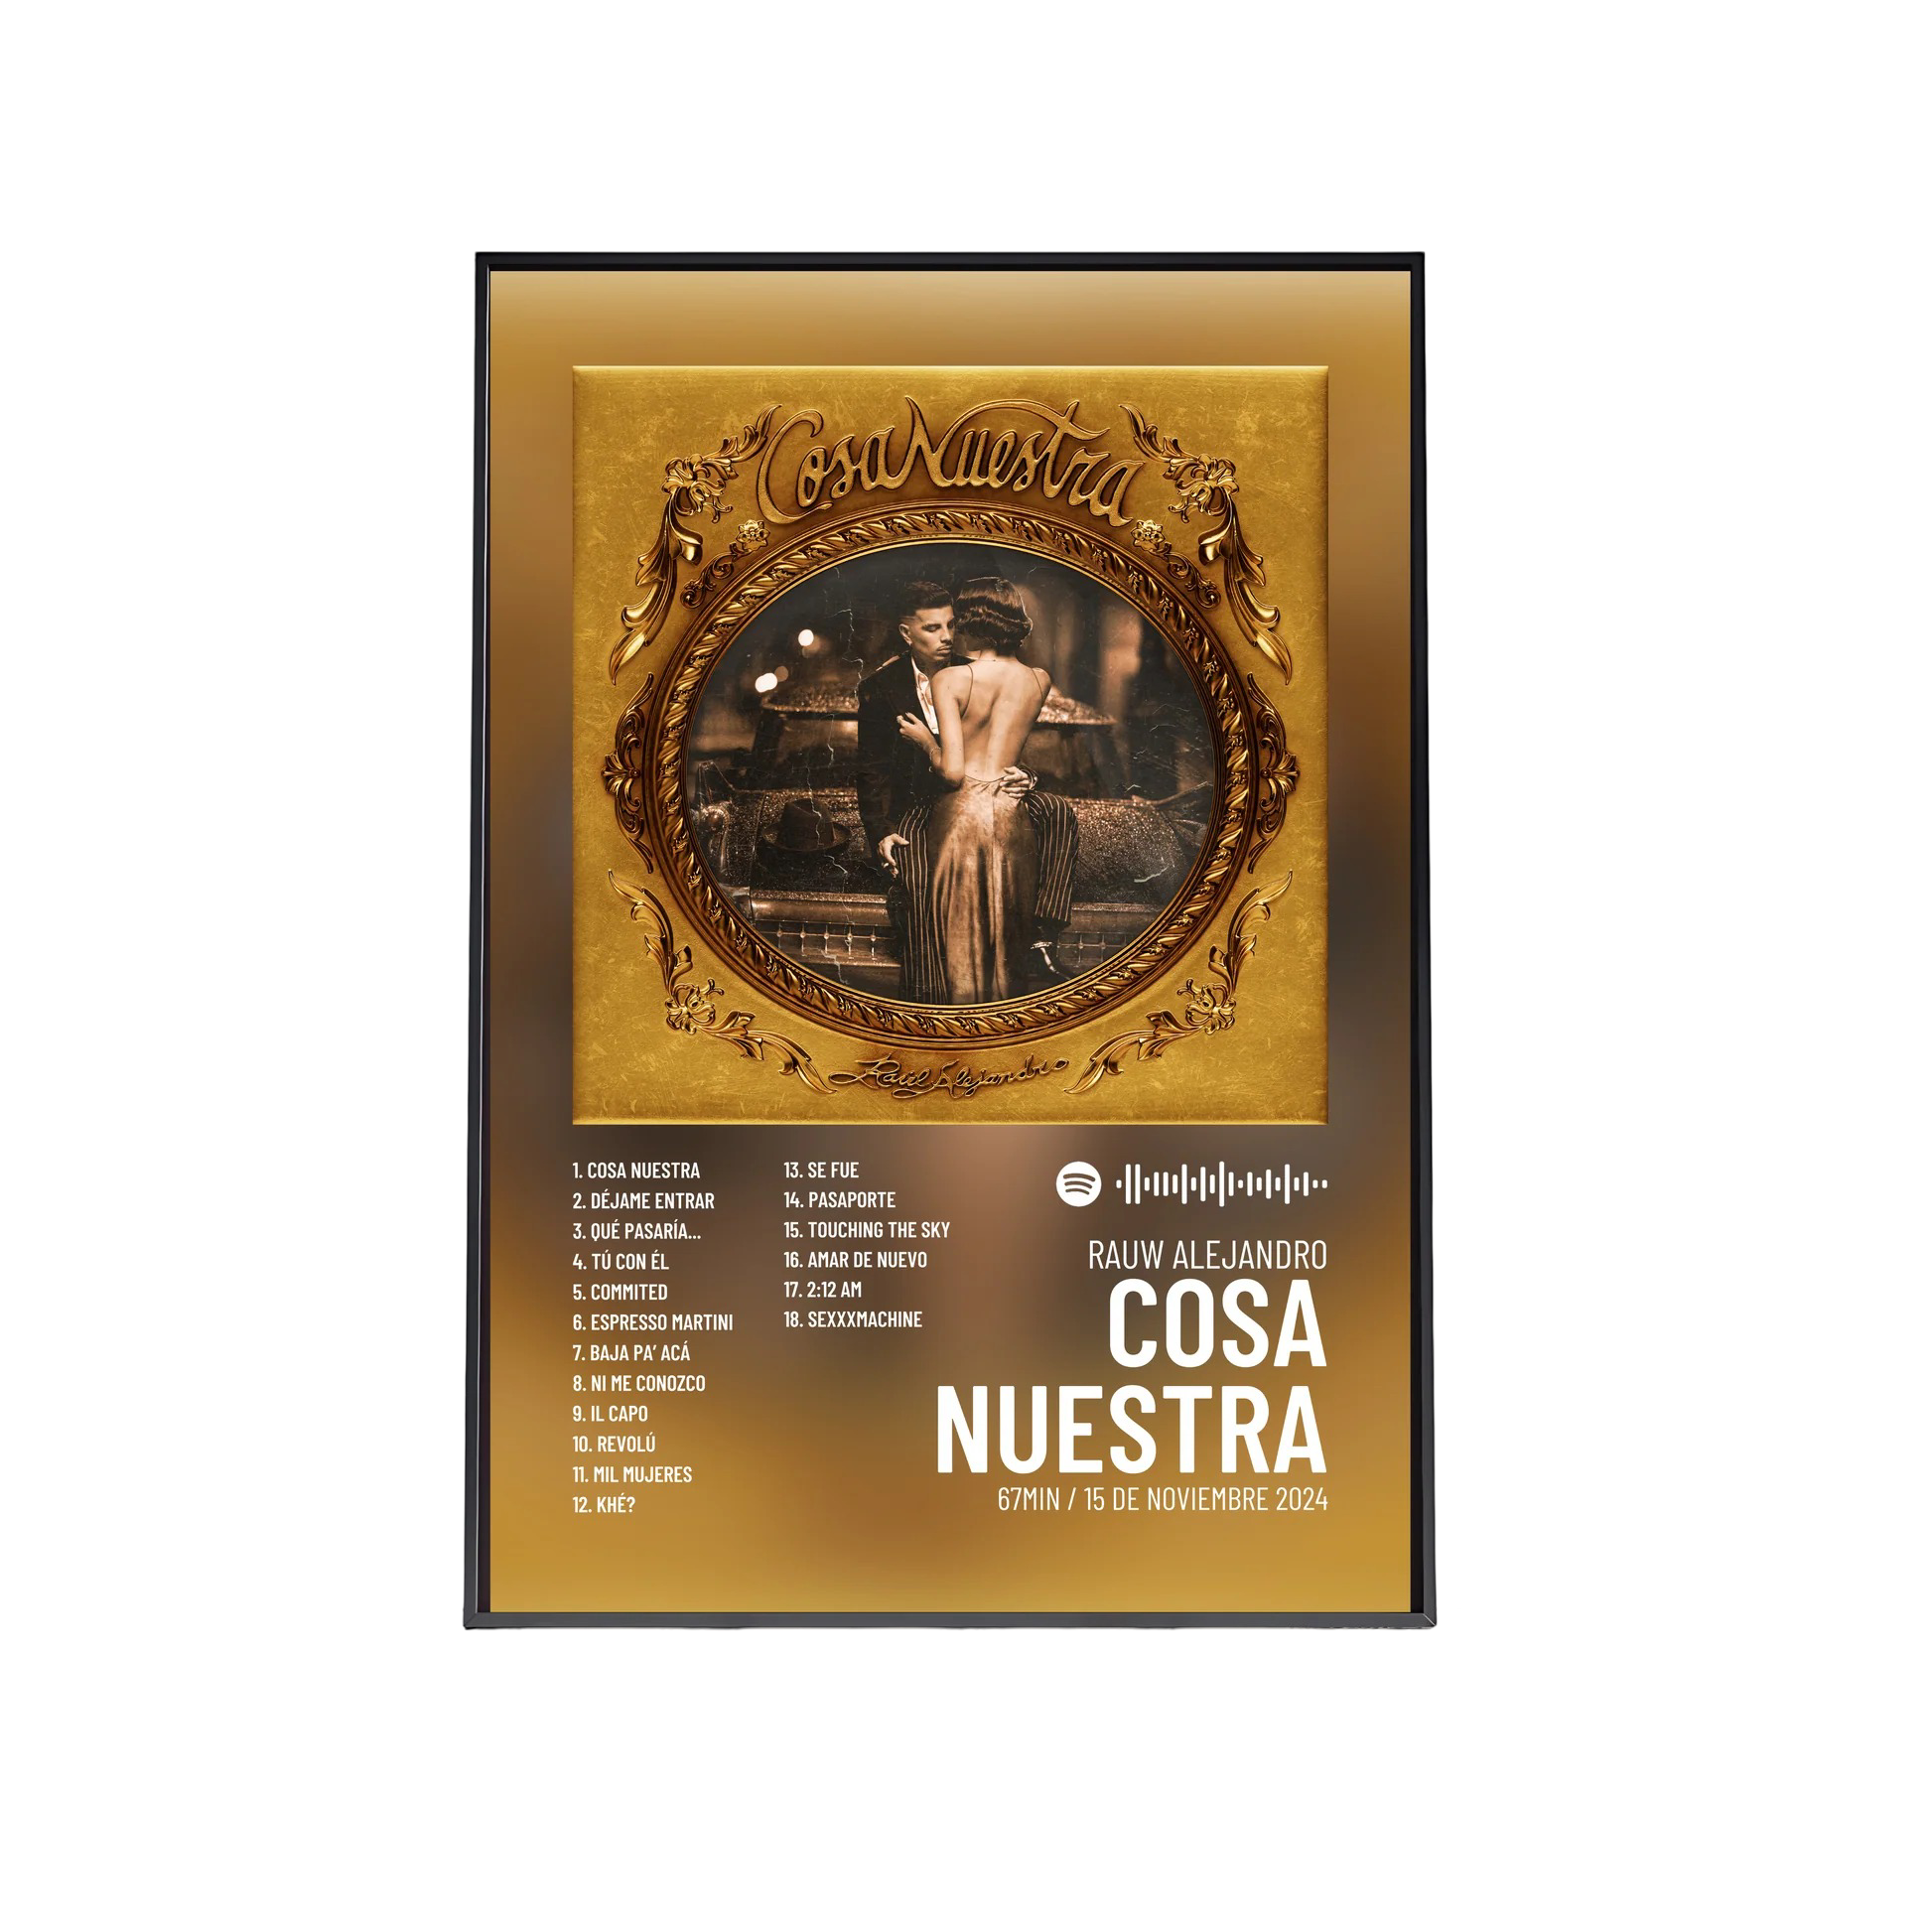 Cosa Nuestra
Raúl Alejandro
1. COSA NUESTRA
2. DÉJAME ENTRAR
3. QUÉ PASARÍA...
4. TÚ CON ÉL
5. COMMITED
6. ESPRESSO MARTINI
7. BAJA PA' ACÁ
8. NI ME CONOZCO
9. IL CAPO
10. REVOLÚ
11. MIL MUJERES
12. KHÉ?
13. SE FUE
14. PASAPORTE
15. TOUCHING THE SKY
16. AMAR DE NUEVO
17. 2:12 AM
18. SEXXXMACHINE
RAUW ALEJANDRO
COSA
NUESTRA
67MIN / 15 DE NOVIEMBRE 2024